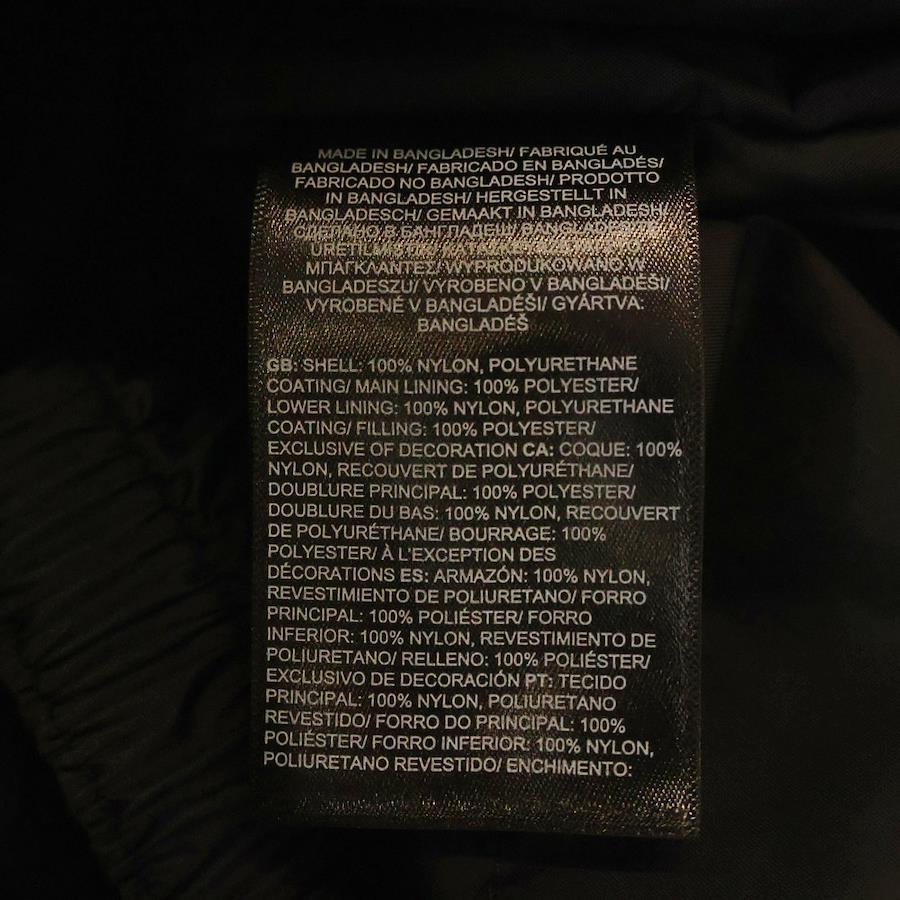 MADE IN BANGLADESH/ FABRIQUÉ AU
BANGLADESH/ FABRICADO EN BANGLADÉS/
FABRICADO NO BANGLADESH/ PRODOTTO
IN BANGLADESH/ HERGESTELLT IN
BANGLADESCH/ GEMAAKT IN BANGLADESH/
СДЕЛАНО В БАНГЛАДЕШ/
ΜΠΑΓΚΛΑΝΤΕΣ/ WYPRODUKOWANO W
BANGLADESZU/ VYROBENO V BANGLADÉŠI/
VYROBENÉ V BANGLADÉŠI/ GYÁRTVA:
BANGLADÉŠ
GB: SHELL: 100% NYLON, POLYURETHANE
COATING/ MAIN LINING: 100% POLYESTER/
LOWER LINING: 100% NYLON, POLYURETHANE
COATING/ FILLING: 100% POLYESTER/
EXCLUSIVE OF DECORATION CA: COQUE: 100%
NYLON, RECOUVERT DE POLYURÉTHANE/
DOUBLURE PRINCIPAL: 100% POLYESTER/
DOUBLURE DU BAS: 100% NYLON, RECOUVERT
DE POLYURÉTHANE/ BOURRAGE: 100%
POLYESTER/ À L'EXCEPTION DES
DÉCORATIONS ES: ARMAZÓN: 100% NYLON,
REVESTIMIENTO DE POLIURETANO/ FORRO
PRINCIPAL: 100% POLIÉSTER/ FORRO
INFERIOR: 100% NYLON, REVESTIMIENTO DE
POLIURETANO/ RELLENO: 100% POLIÉSTER/
EXCLUSIVO DE DECORACIÓN PT: TECIDO
PRINCIPAL: 100% NYLON, POLIURETANO
REVESTIDO/ FORRO DO PRINCIPAL: 100%
POLIÉSTER/ FORRO INFERIOR: 100% NYLON,
POLIURETANO REVESTIDO/ ENCHIMENTO: